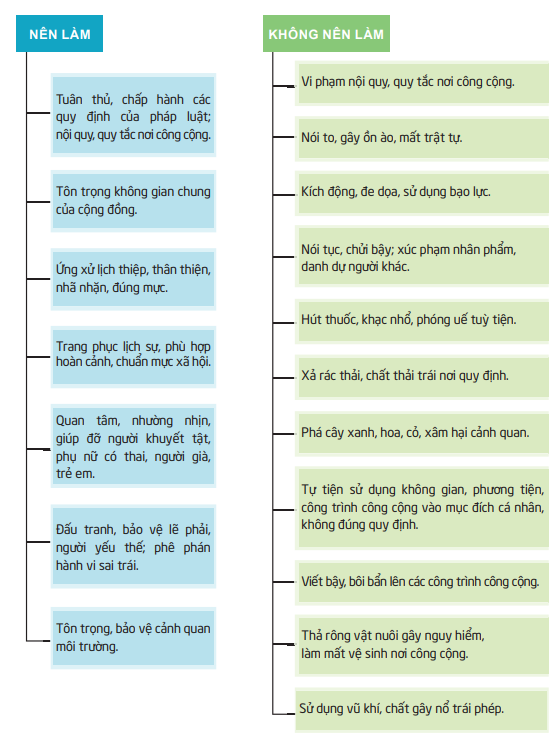 NÊN LÀM
Tuân thủ, chấp hành các
quy định của pháp luật;
nội quy, quy tắc nơi công cộng.
Tôn trọng không gian chung
của cộng đồng.
Ứng xử lịch thiệp, thân thiện,
nhã nhặn, đúng mực.
Trang phục lịch sự, phù hợp
hoàn cảnh, chuẩn mực xã hội.
Quan tâm, nhường nhịn,
giúp đỡ người khuyết tật,
phụ nữ có thai, người già,
trẻ em.
Đấu tranh, bảo vệ lẽ phải,
người yếu thế; phê phán
hành vi sai trái.
Tôn trọng, bảo vệ cảnh quan
môi trường.
KHÔNG NÊN LÀM
Vi phạm nội quy, quy tắc nơi công cộng.
Nói to, gây ồn ào, mất trật tự.
Kích động, đe dọa, sử dụng bạo lực.
Nói tục, chửi bậy; xúc phạm nhân phẩm,
danh dự người khác.
Hút thuốc, khạc nhổ, phóng uế tuỳ tiện.
Xả rác thải, chất thải trái nơi quy định.
Phá cây xanh, hoa, cỏ, xâm hại cảnh quan.
Tự tiện sử dụng không gian, phương tiện,
công trình công cộng vào mục đích cá nhân,
không đúng quy định.
Viết bậy, bôi bẩn lên các công trình công cộng.
Thả rông vật nuôi gây nguy hiểm,
làm mất vệ sinh nơi công cộng.
Sử dụng vũ khí, chất gây nổ trái phép.